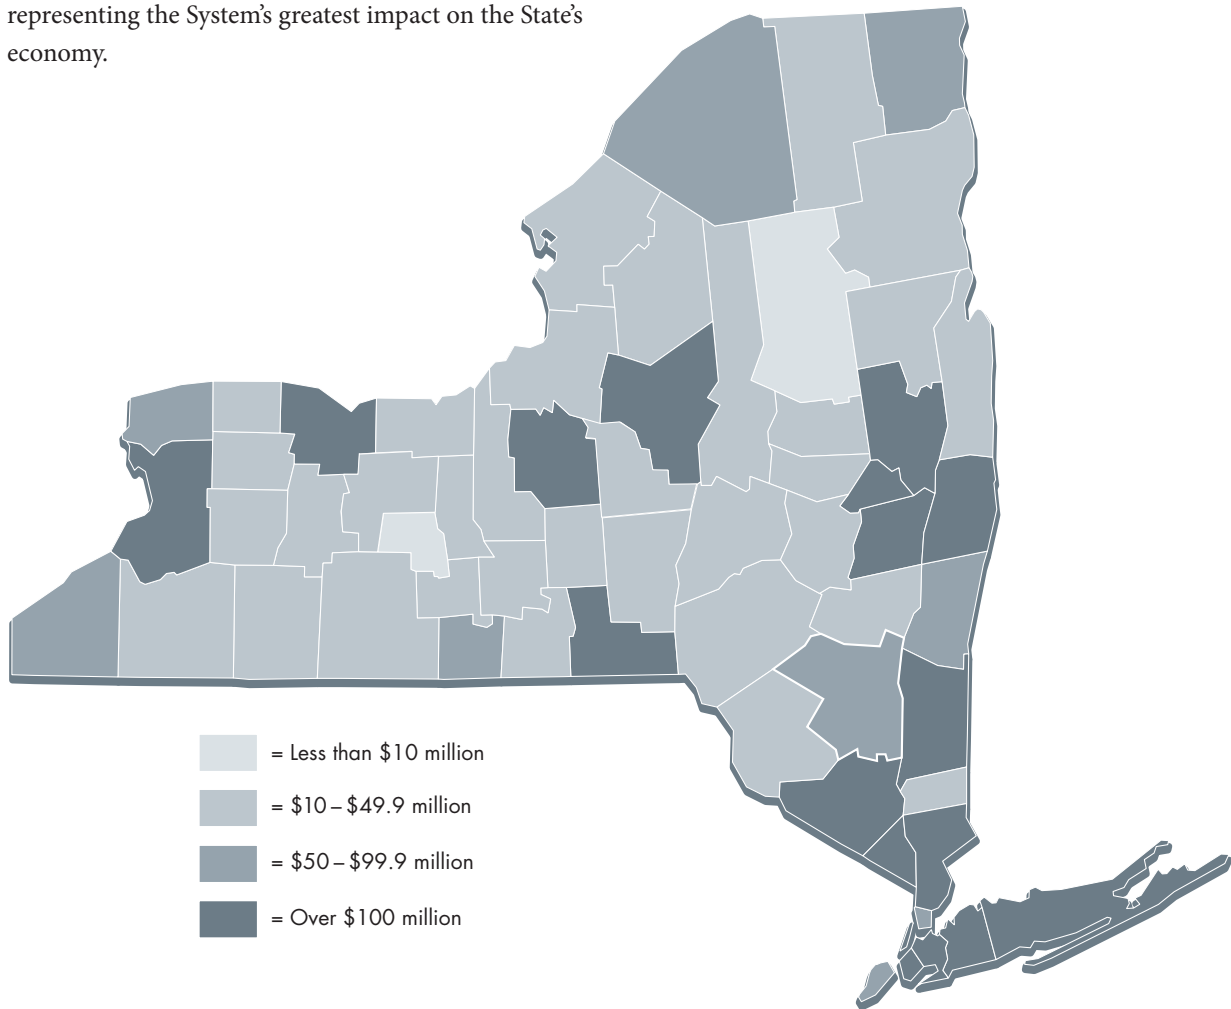 representing the System’s greatest impact on the State’s
economy.
= Less than $10 million
= $10 – $49.9 million
= $50 – $99.9 million
= Over $100 million